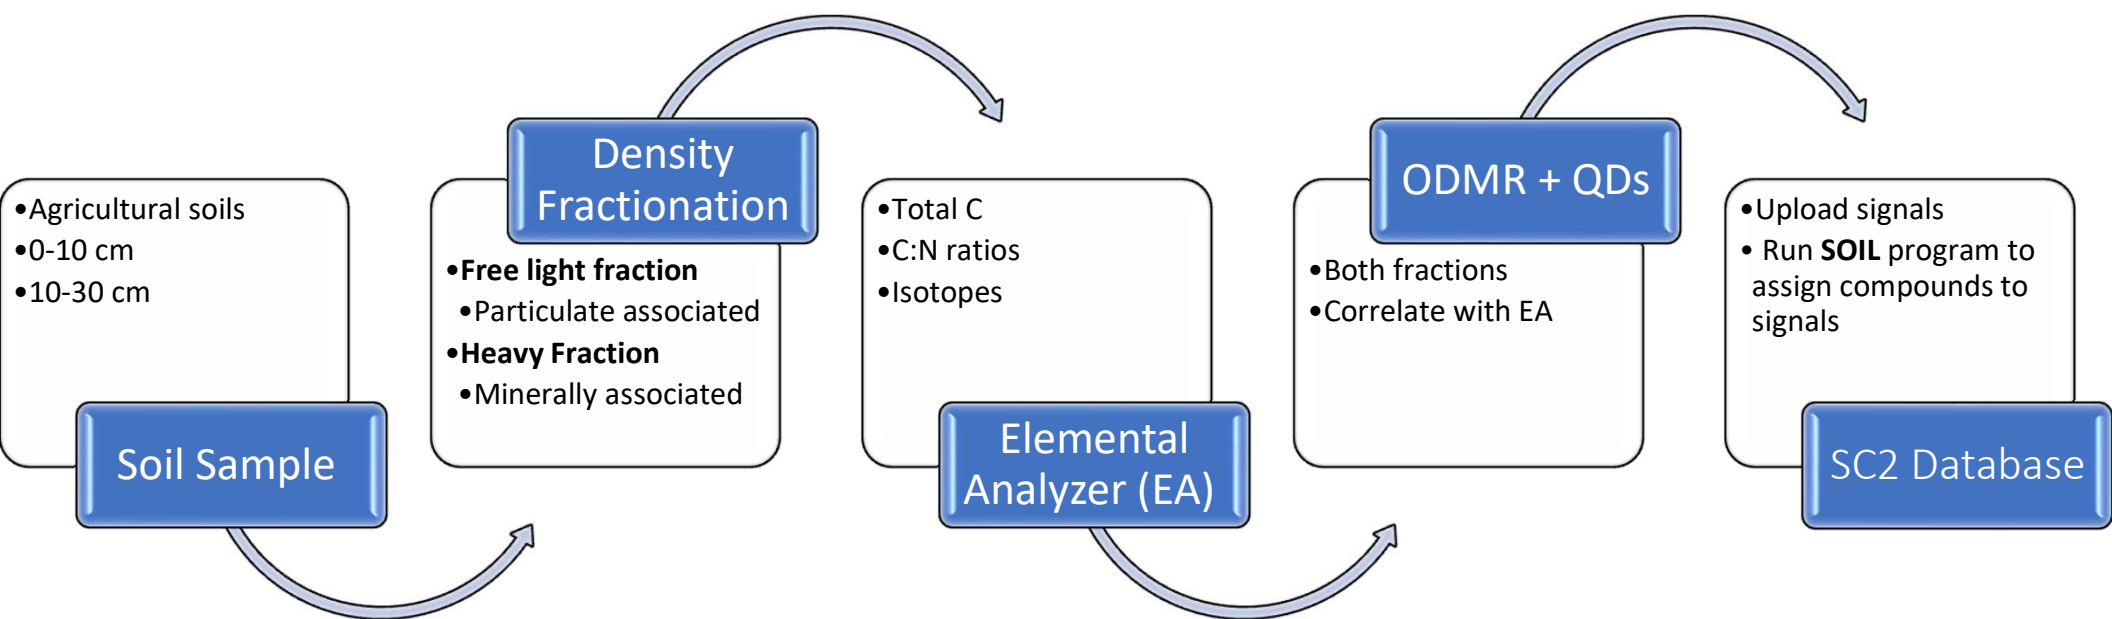 •Agricultural soils
•0-10 cm
•10-30 cm
Soil Sample
Density
Fractionation
•Free light fraction
•Particulate associated
•Heavy Fraction
•Minerally associated
•Total C
•C:N ratios
•Isotopes
Elemental
Analyzer (EA)
ODMR + QDs
•Both fractions
•Correlate with EA
•Upload signals
• Run SOIL program to
assign compounds to
signals
SC2 Database